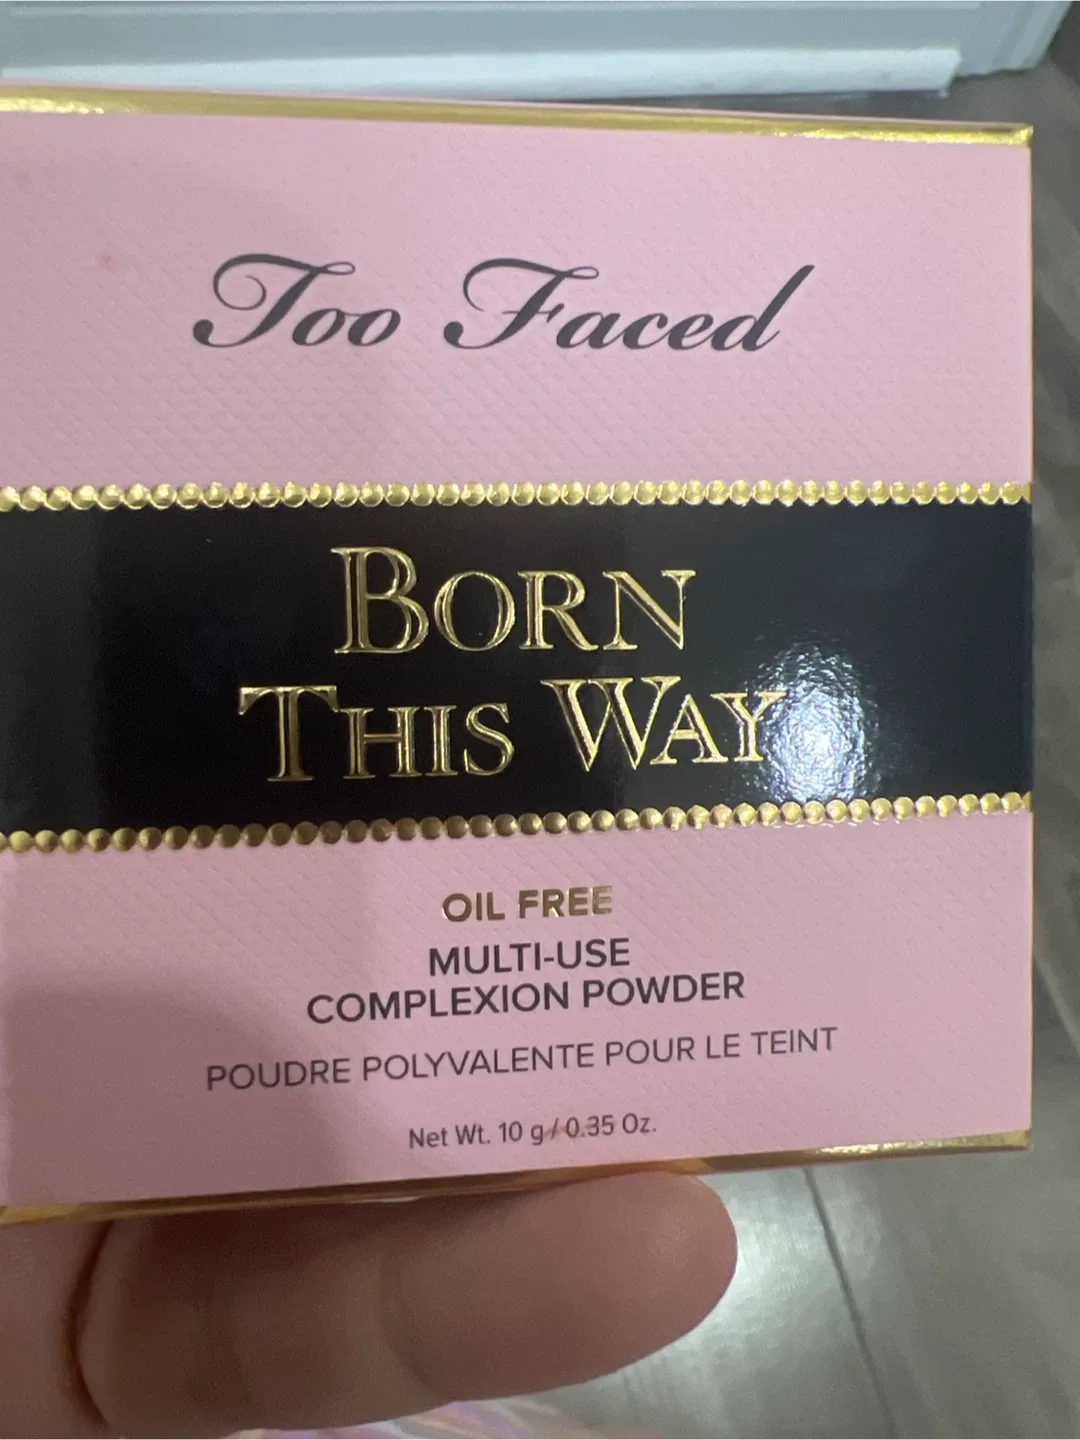 Too Faced
BORN
THIS WAY
OIL FREE
MULTI-USE
COMPLEXION POWDER
POUDRE POLYVALENTE POUR LE TEINT
Net Wt. 10 g/0.35 Oz.